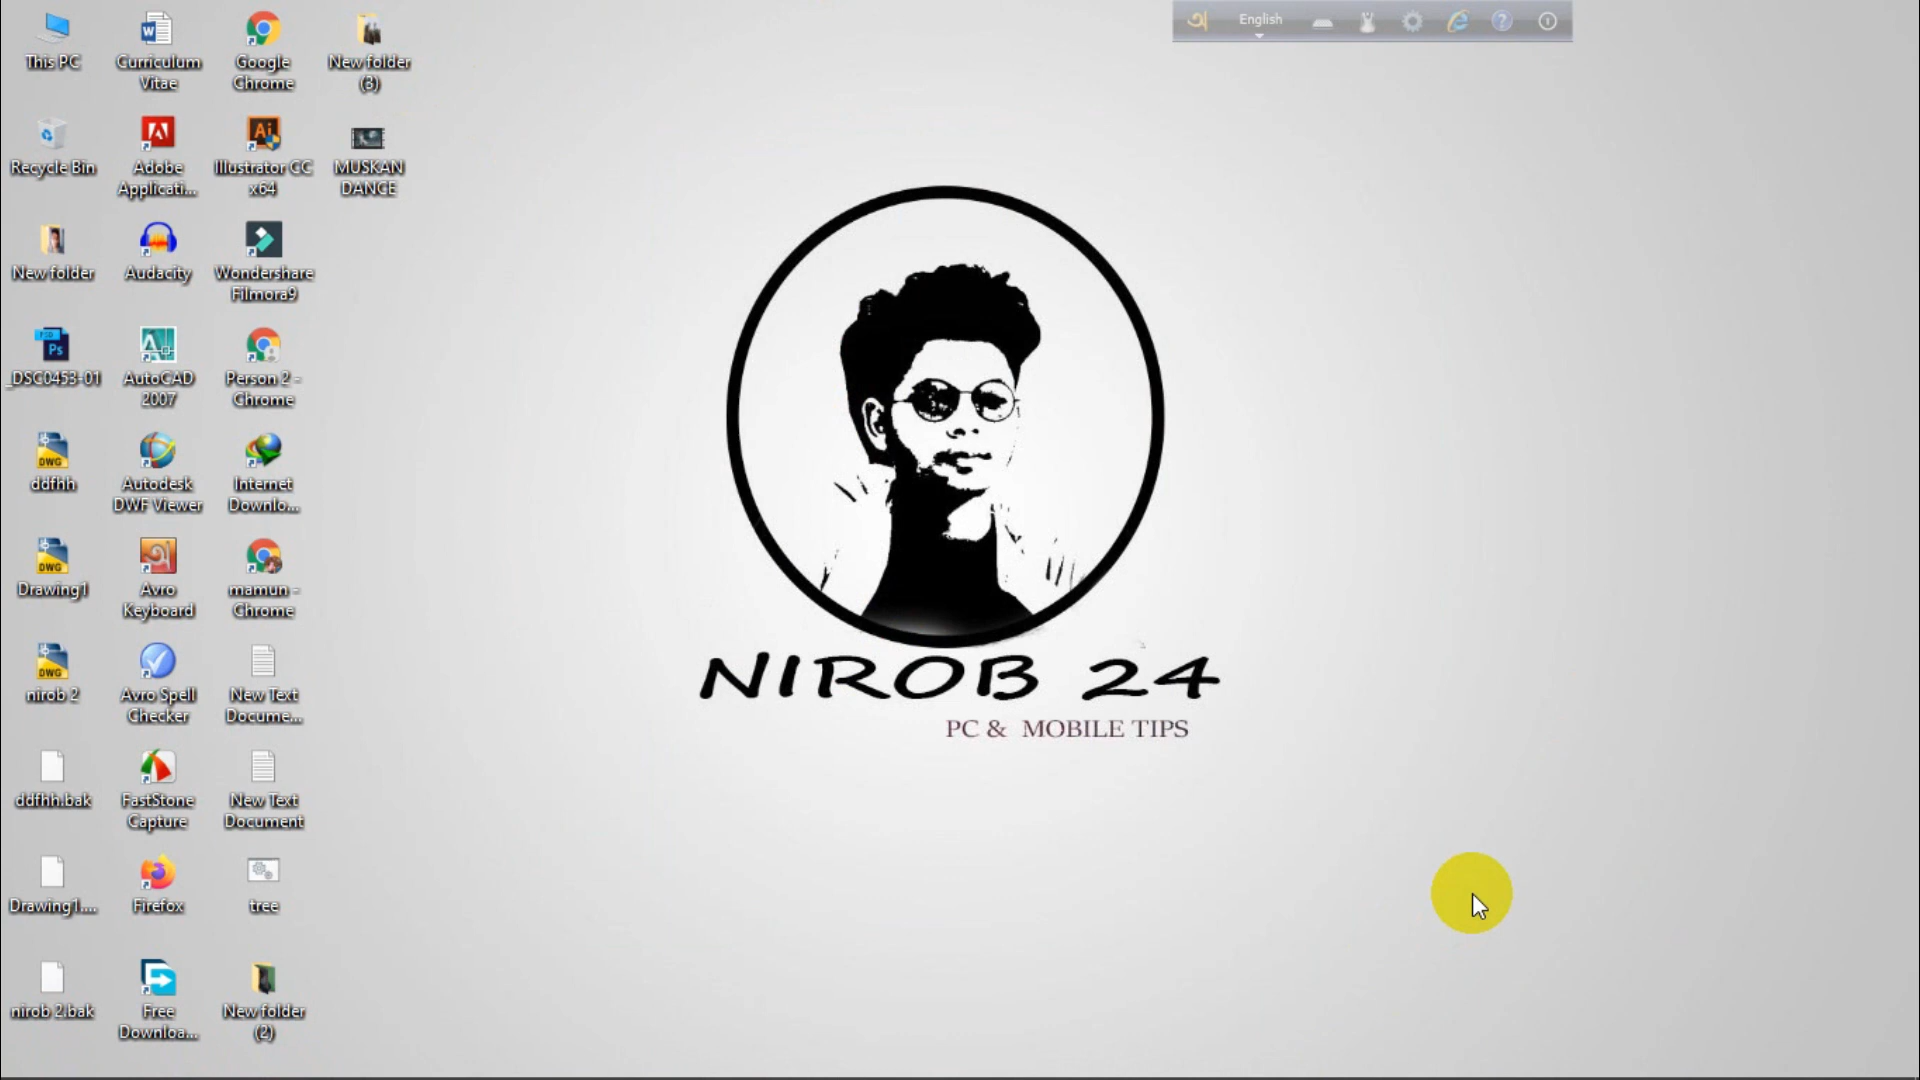 This PC
Curriculum
Vitae
Google
Chrome
New folder
(3)
Recycle Bin
Adobe
Applicati...
Illustrator CC
x64
MUSKAN
DANCE
New folder
Audacity
Wondershare
Filmora9
_DSC0453-01
AutoCAD
2007
Person 2 -
Chrome
ddfhh
Autodesk
DWF Viewer
Internet
Downlo...
Drawing1
Avro
Keyboard
mamun -
Chrome
nirob 2
Avro Spell
Checker
New Text
Docume...
ddfhh.bak
FastStone
Capture
New Text
Document
Drawing1....
Firefox
tree
nirob 2.bak
Free
Downloa...
New folder
(2)
অ
English
NIROB 24
PC & MOBILE TIPS